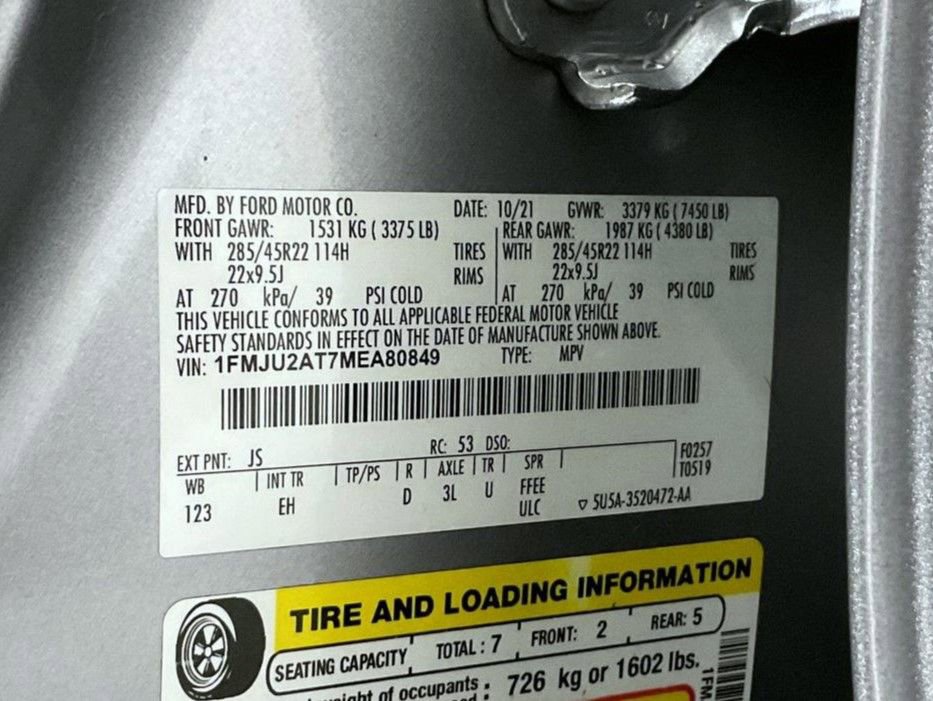 MFD. BY FORD MOTOR CO. DATE: 10/21 GVWR: 3379 KG ( 7450 LB)
FRONT GAWR: 1531 KG ( 3375 LB) REAR GAWR: 1987 KG ( 4380 LB)
WITH 285/45R22 114H TIRES WITH 285/45R22 114H TIRES
22x9.5J RIMS 22x9.5J RIMS
AT 270 kPa/ 39 PSI COLD AT 270 kPa/ 39 PSI COLD
THIS VEHICLE CONFORMS TO ALL APPLICABLE FEDERAL MOTOR VEHICLE
SAFETY STANDARDS IN EFFECT ON THE DATE OF MANUFACTURE SHOWN ABOVE.
VIN: 1FMJU2AT7MEA80849 TYPE: MPV
EXT PNT: JS RC: 53 DSO: F0257
WB INT TR TP/PS R AXLE TR SPR T0519
123 EH D 3L U FFEE
ULC 5U5A-3520472-AA
TIRE AND LOADING INFORMATION
SEATING CAPACITY TOTAL : 7 FRONT: 2 REAR: 5
of occupants : 726 kg or 1602 lbs.
1FM